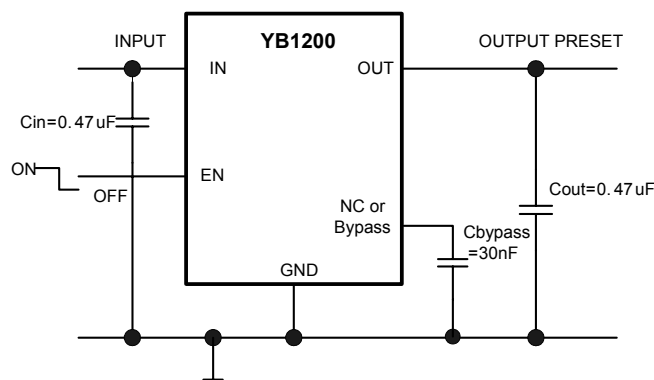 INPUT
YB1200
OUTPUT PRESET
IN
OUT
Cin=0.47uF
ON
OFF
EN
NC or
Bypass
Cbypass
=30nF
Cout=0.47uF
GND